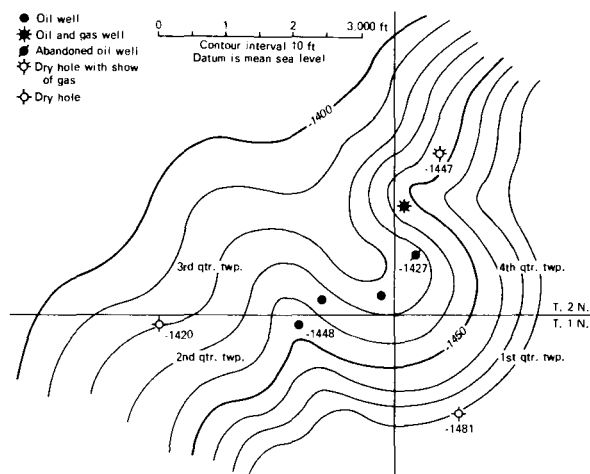 Oil well
Oil and gas well
Abandoned oil well
Dry hole with show
of gas
Dry hole
0 1 2 3,000 ft
Contour interval 10 ft
Datum is mean sea level
-1400
-1447
-1427
3rd qtr. twp.
4th qtr. twp.
T. 2 N.
T. 1 N.
-1420
-1448
-1450
2nd qtr. twp.
1st qtr. twp.
-1481